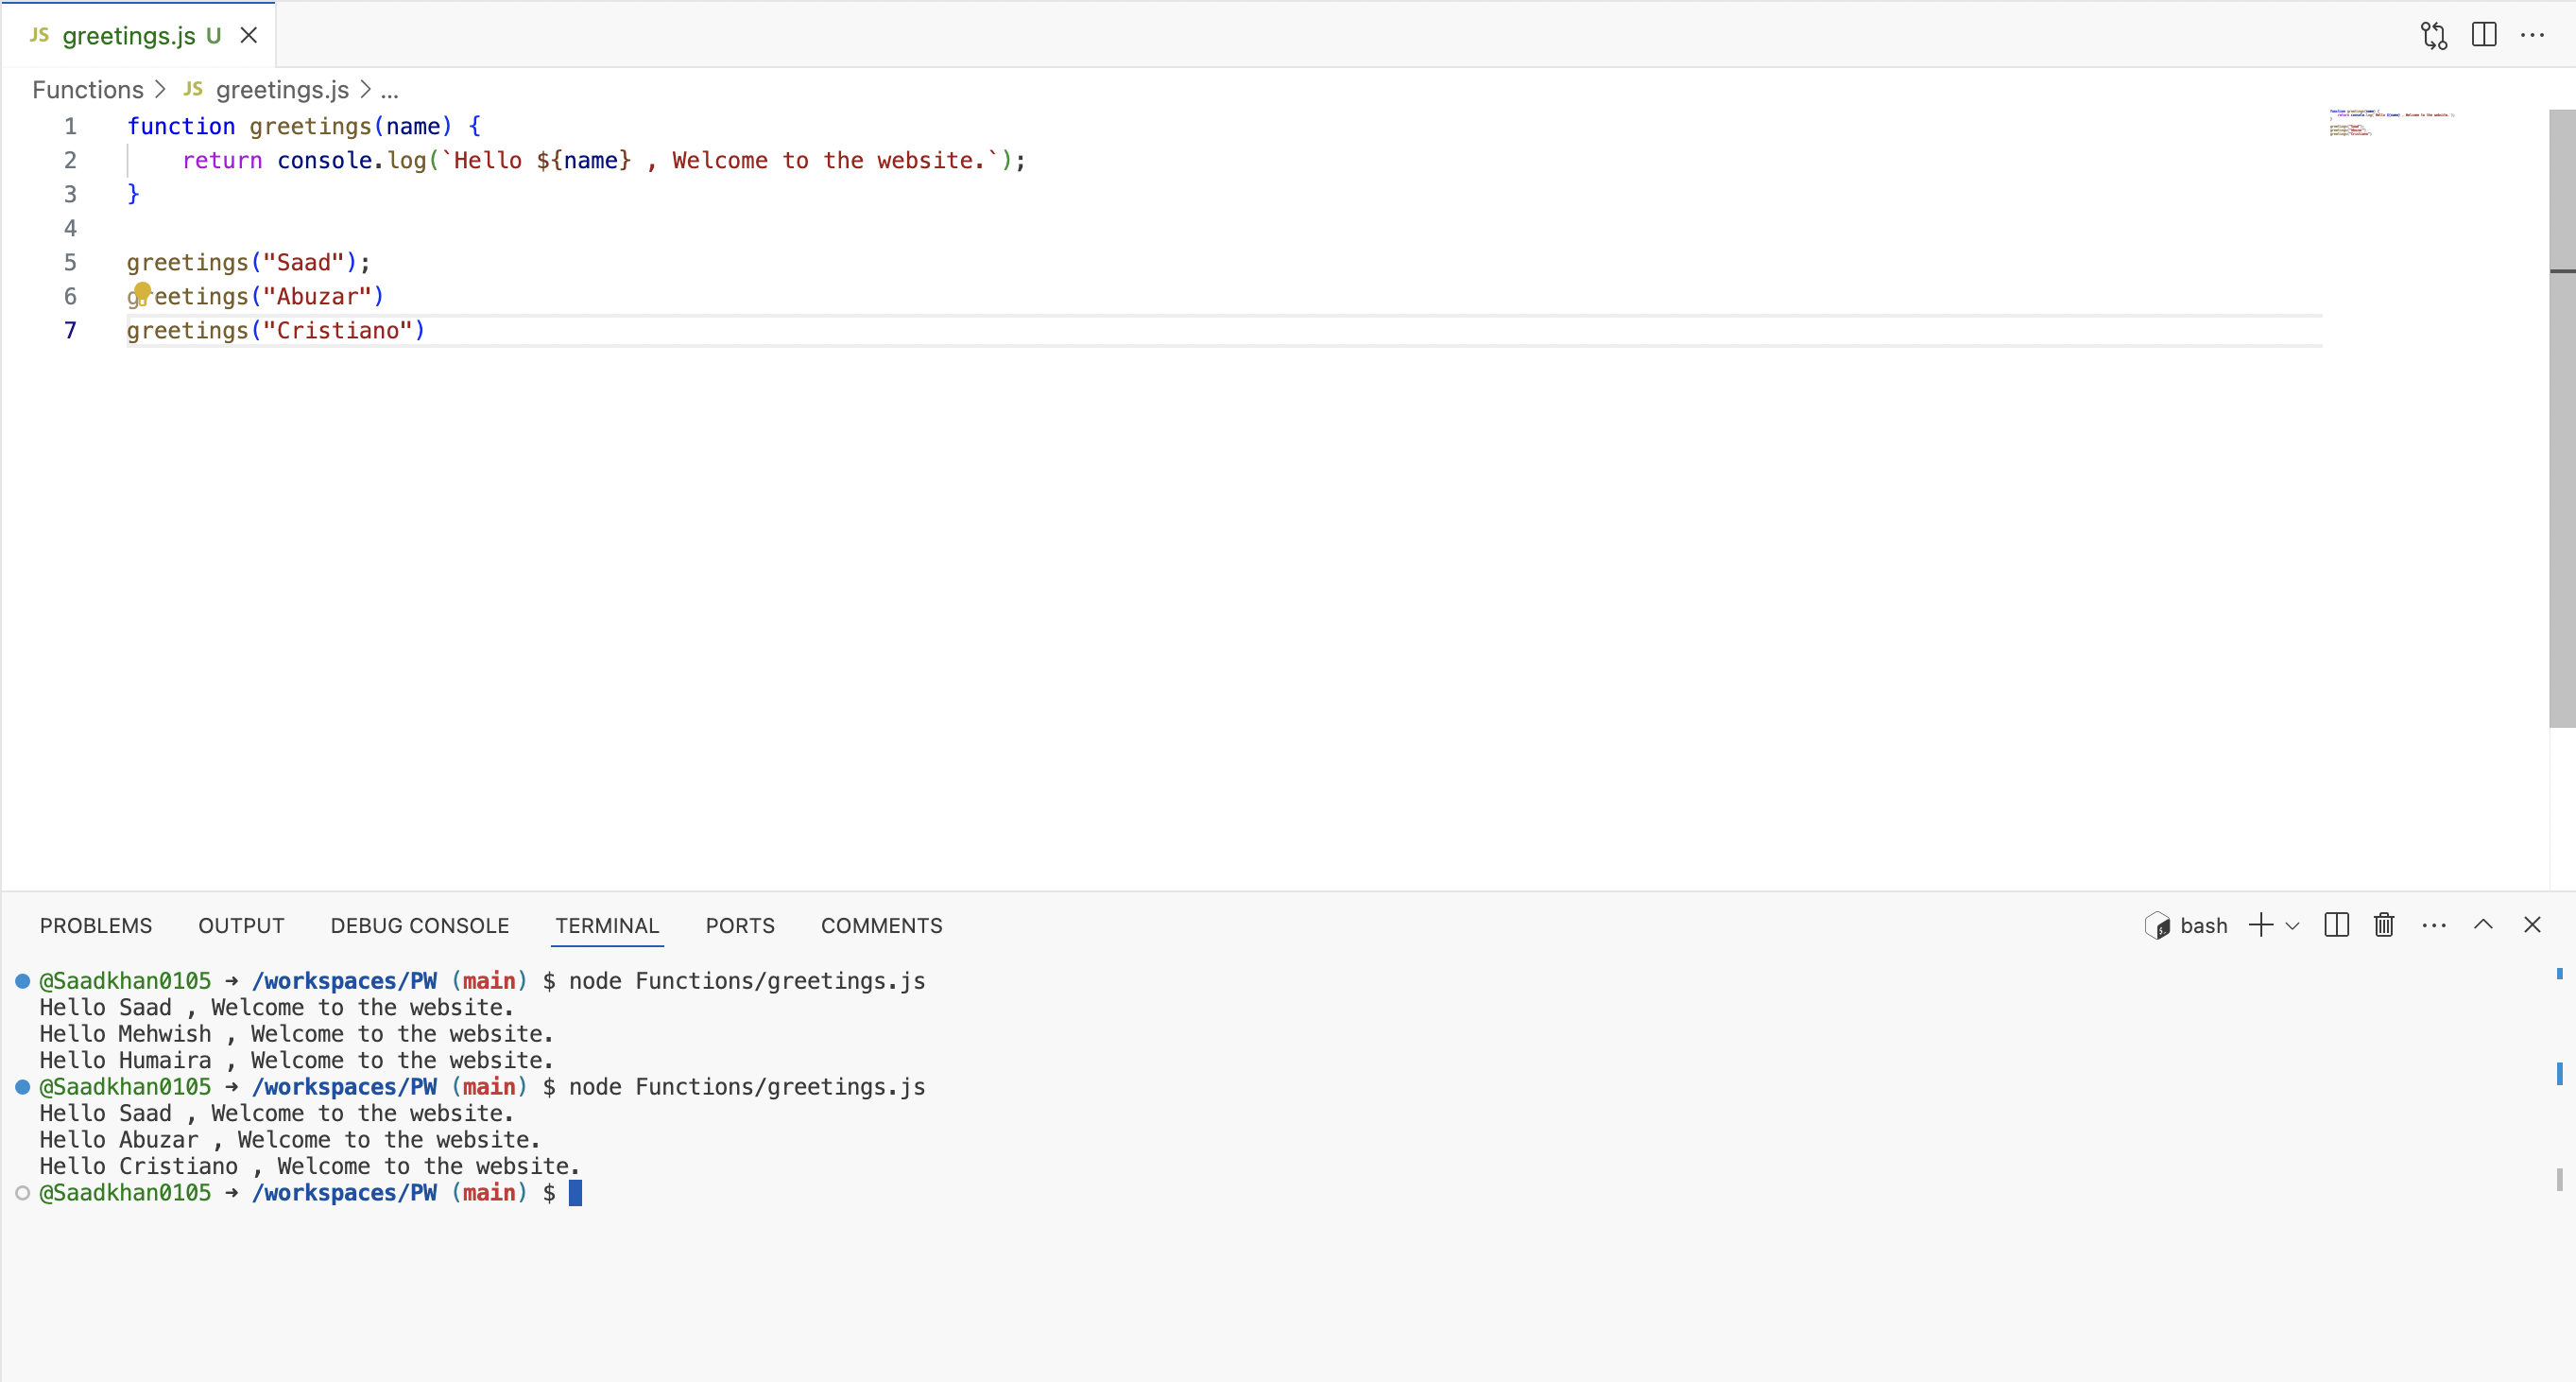 JS greetings.js U
Functions > JS greetings.js > ...
1 function greetings(name) {
2     return console.log(`Hello ${name} , Welcome to the website.`);
3 }
4
5 greetings("Saad");
6 greetings("Abuzar")
7 greetings("Cristiano")
PROBLEMS OUTPUT DEBUG CONSOLE TERMINAL PORTS COMMENTS bash
@Saadkhan0105 → /workspaces/PW (main) $ node Functions/greetings.js
Hello Saad , Welcome to the website.
Hello Mehwish , Welcome to the website.
Hello Humaira , Welcome to the website.
@Saadkhan0105 → /workspaces/PW (main) $ node Functions/greetings.js
Hello Saad , Welcome to the website.
Hello Abuzar , Welcome to the website.
Hello Cristiano , Welcome to the website.
@Saadkhan0105 → /workspaces/PW (main) $